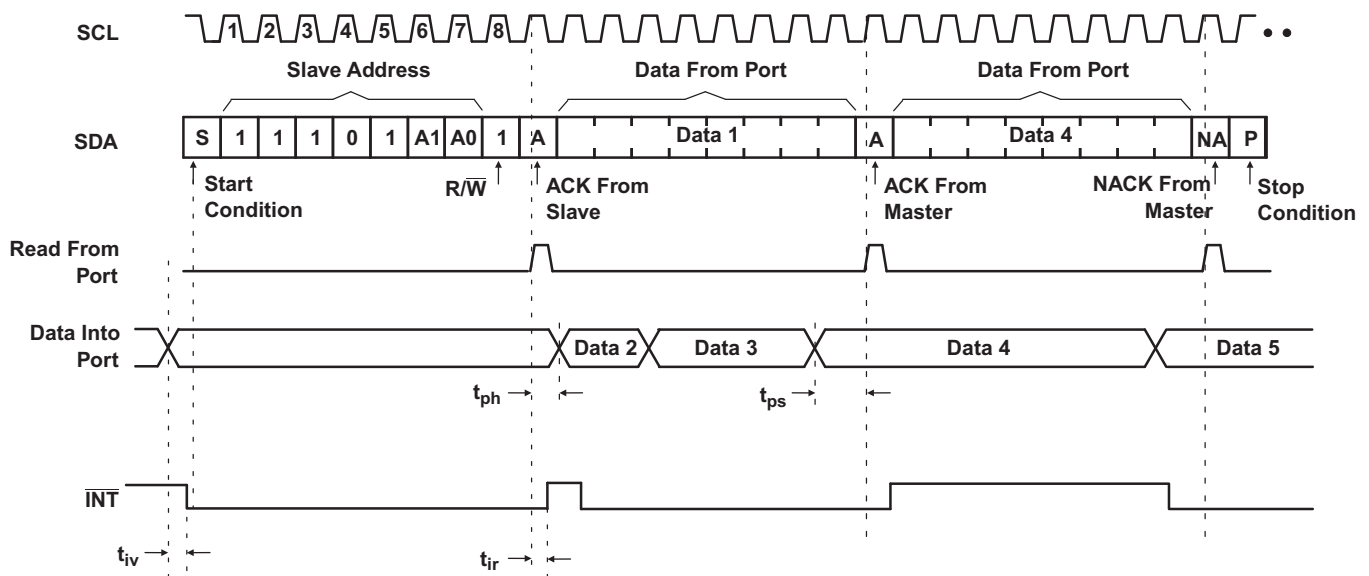 SCL
1 2 3 4 5 6 7 8
Slave Address
Data From Port
Data From Port
SDA
S 1 1 1 0 1 A1 A0 1 A Data 1 A Data 4 NA P
Start
Condition
R/W
ACK From
Slave
ACK From
Master
NACK From
Master
Stop
Condition
Read From
Port
Data Into
Port
Data 2
Data 3
Data 4
Data 5
tph
tps
INT
tiv
tir